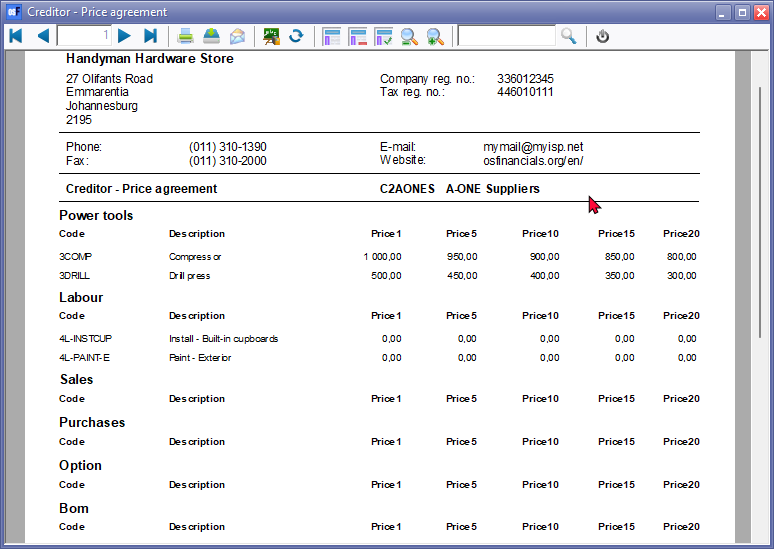 Creditor - Price agreement
1
Handyman Hardware Store
27 Olifants Road Company reg. no.: 336012345
Emmarentia Tax reg. no.: 446010111
Johannesburg
2195
Phone: (011) 310-1390 E-mail: mymail@myisp.net
Fax: (011) 310-2000 Website: osfinancials.org/en/
Creditor - Price agreement C2AONES A-ONE Suppliers
Power tools
Code Description Price1 Price5 Price10 Price15 Price20
3COMP Compressor 1 000,00 950,00 900,00 850,00 800,00
3DRILL Drill press 500,00 450,00 400,00 350,00 300,00
Labour
Code Description Price1 Price5 Price10 Price15 Price20
4L-INSTCUP Install - Built-in cupboards 0,00 0,00 0,00 0,00 0,00
4L-PAINT-E Paint - Exterior 0,00 0,00 0,00 0,00 0,00
Sales
Code Description Price1 Price5 Price10 Price15 Price20
Purchases
Code Description Price1 Price5 Price10 Price15 Price20
Option
Code Description Price1 Price5 Price10 Price15 Price20
Bom
Code Description Price1 Price5 Price10 Price15 Price20